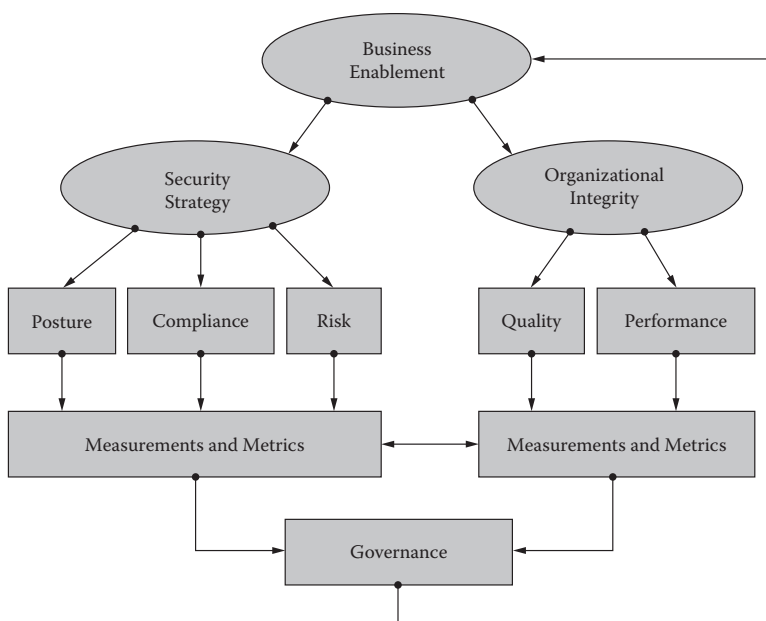 Business
Enablement
Security
Strategy
Organizational
Integrity
Posture
Compliance
Risk
Quality
Performance
Measurements and Metrics
Measurements and Metrics
Governance